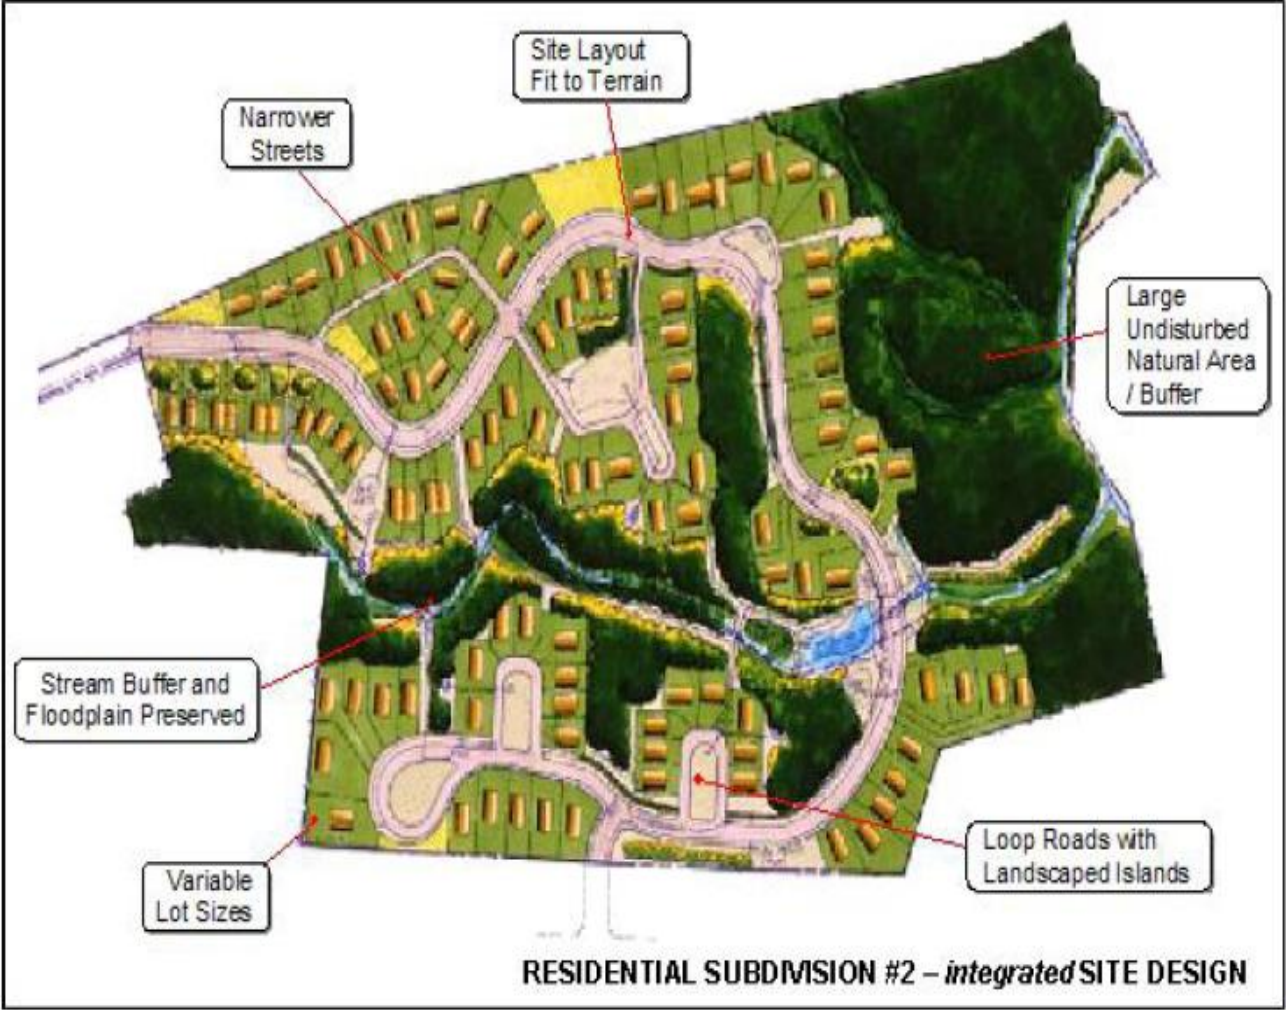 Site Layout
Fit to Terrain
Narrower
Streets
Large
Undisturbed
Natural Area
/ Buffer
Stream Buffer and
Floodplain Preserved
Loop Roads with
Landscaped Islands
Variable
Lot Sizes
RESIDENTIAL SUBDIVISION #2 – integrated SITE DESIGN